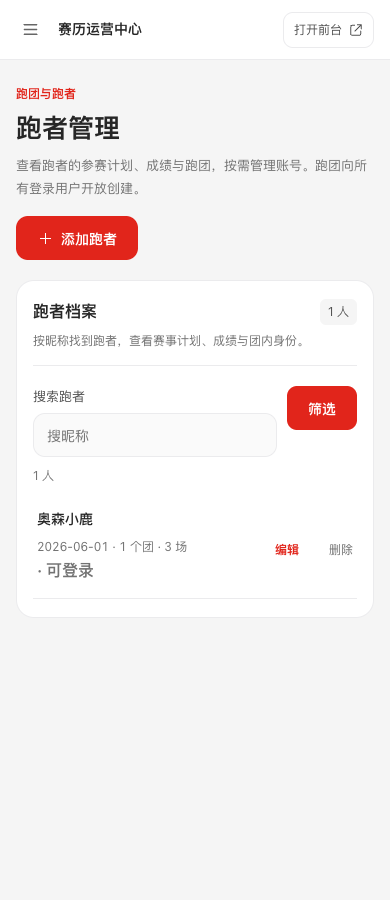 赛历运营中心
打开前台
跑团与跑者
跑者管理
查看跑者的参赛计划、成绩与跑团，按需管理账号。跑团向所
有登录用户开放创建。
添加跑者
跑者档案
1 人
按昵称找到跑者，查看赛事计划、成绩与团内身份。
搜索跑者
搜昵称
筛选
1 人
奥森小鹿
2026-06-01 · 1 个团 · 3 场
· 可登录
编辑
删除